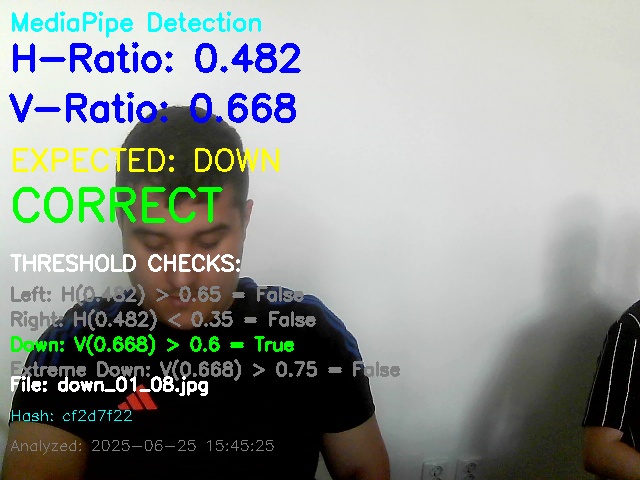 MediaPipe Detection
H-Ratio: 0.482
V-Ratio: 0.668
EXPECTED: DOWN
CORRECT
THRESHOLD CHECKS:
Left: H(0.482) > 0.65 = False
Right: H(0.482) < 0.35 = False
Down: V(0.668) > 0.6 = True
Extreme Down: V(0.668) > 0.75 = False
File: down_01_08.jpg
Hash: cf2d7f22
Analyzed: 2025-06-25 15:45:25